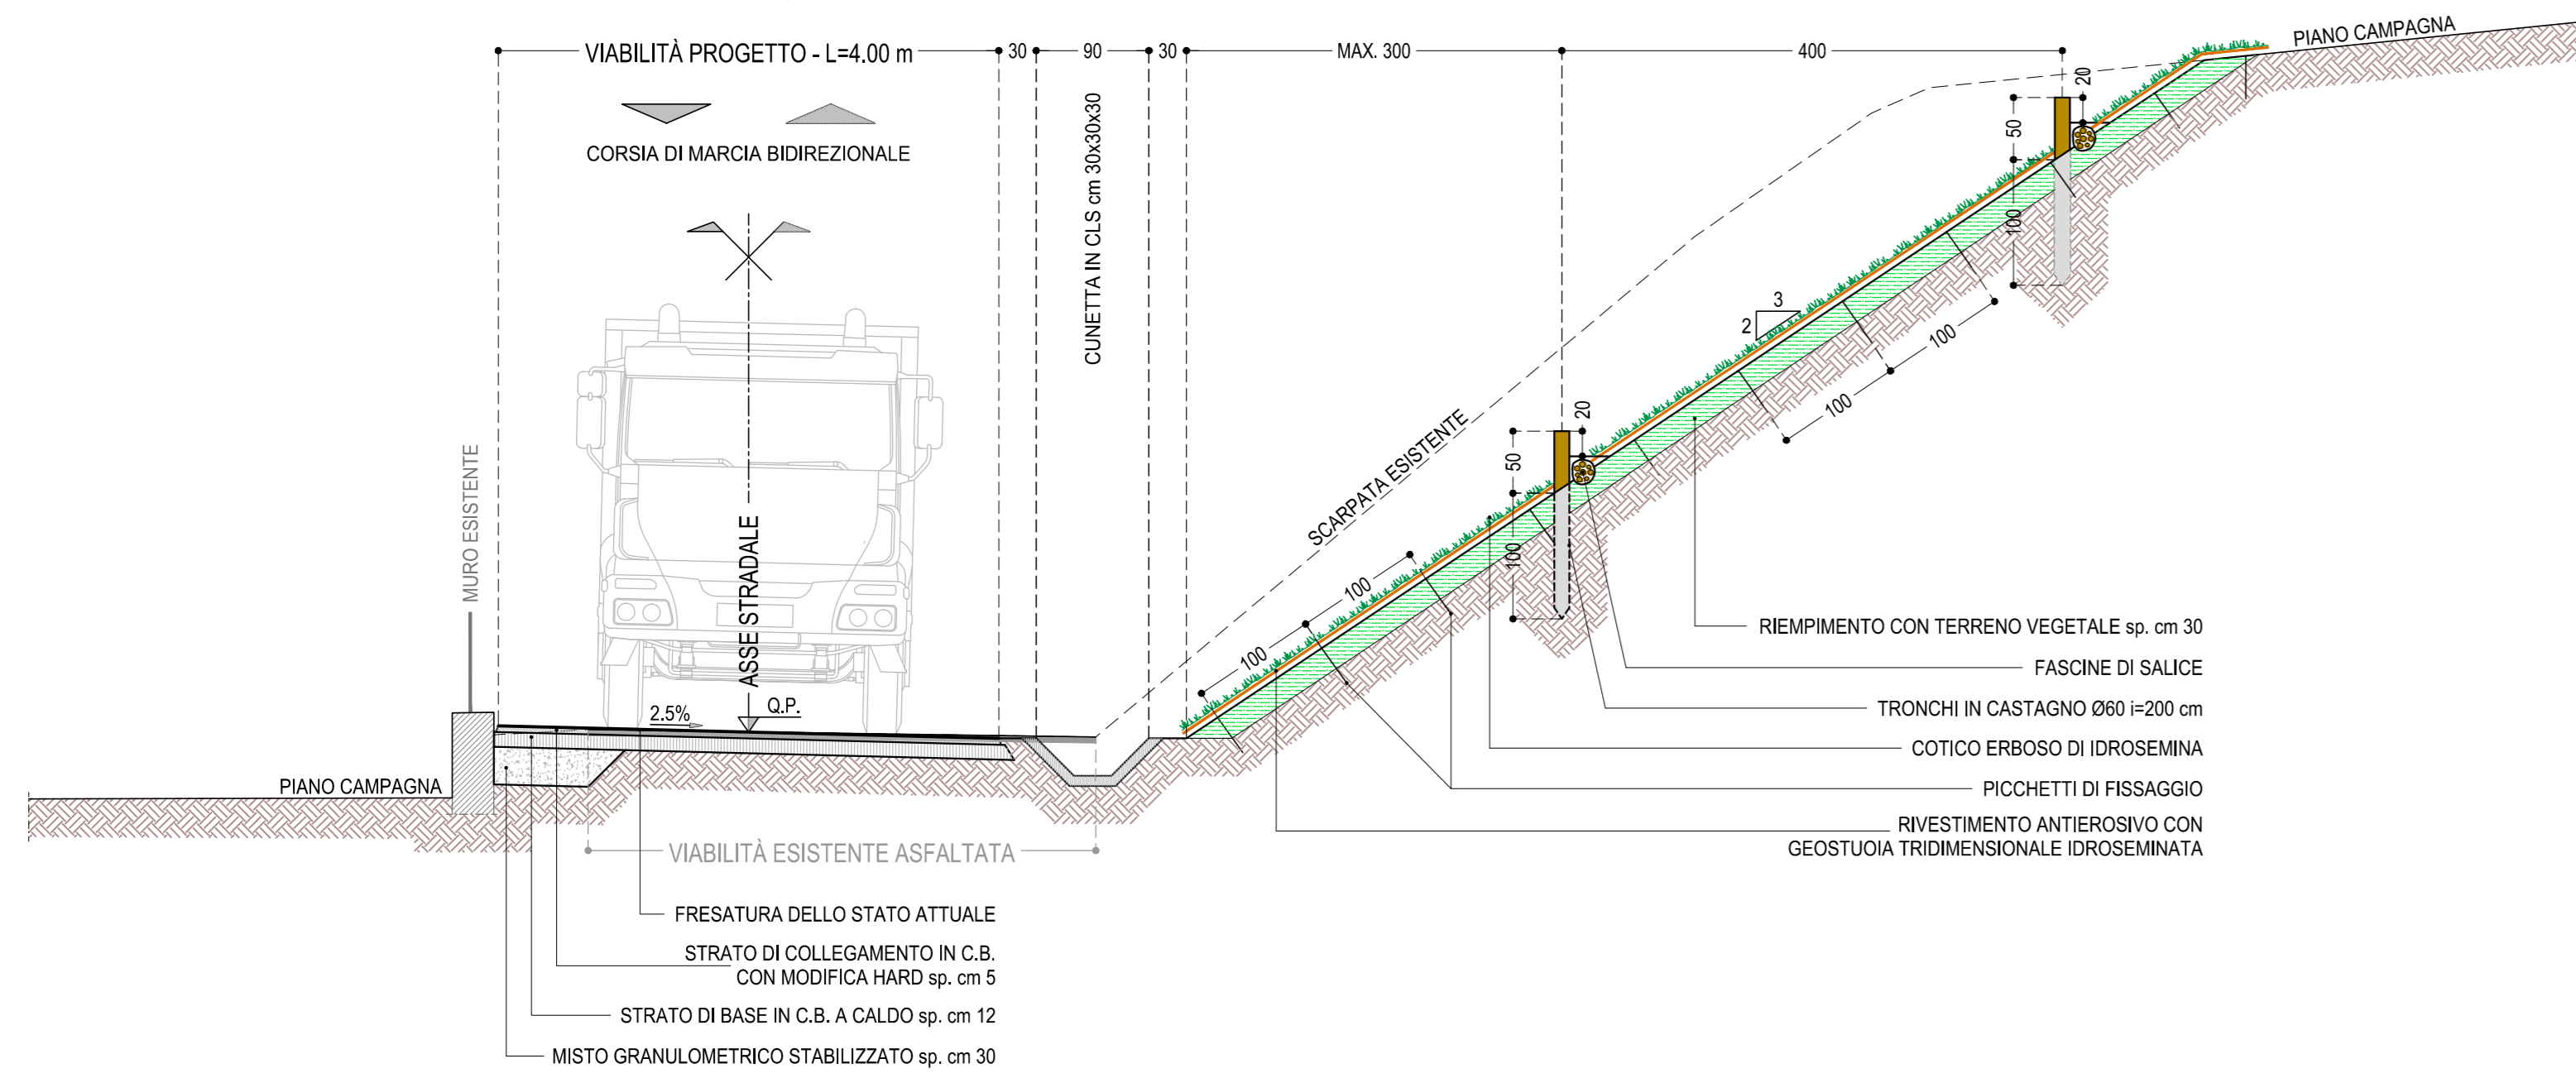 VIABILITÀ PROGETTO - L=4.00 m
30
90
30
MAX. 300
400
PIANO CAMPAGNA
CORSIA DI MARCIA BIDIREZIONALE
CUNETTA IN CLS cm 30x30x30
20
50
100
3
2
100
100
SCARPATA ESISTENTE
20
50
100
100
100
MURO ESISTENTE
ASSE STRADALE
2.5%
Q.P.
PIANO CAMPAGNA
VIABILITÀ ESISTENTE ASFALTATA
RIEMPIMENTO CON TERRENO VEGETALE sp. cm 30
FASCINE DI SALICE
TRONCHI IN CASTAGNO Ø60 i=200 cm
COTICO ERBOSO DI IDROSEMINA
PICCHETTI DI FISSAGGIO
RIVESTIMENTO ANTIEROSIVO CON
GEOSTUOIA TRIDIMENSIONALE IDROSEMINATA
FRESATURA DELLO STATO ATTUALE
STRATO DI COLLEGAMENTO IN C.B.
CON MODIFICA HARD sp. cm 5
STRATO DI BASE IN C.B. A CALDO sp. cm 12
MISTO GRANULOMETRICO STABILIZZATO sp. cm 30